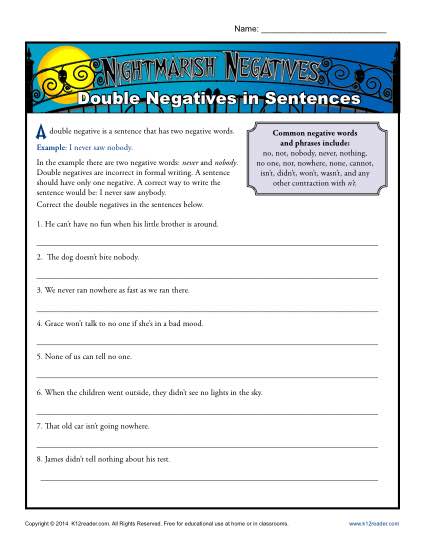 Name: ____________________
NIGHTMARISH NEGATIVES
Double Negatives in Sentences
A double negative is a sentence that has two negative words.
Example: I never saw nobody.
In the example there are two negative words: never and nobody.
Double negatives are incorrect in formal writing. A sentence
should have only one negative. A correct way to write the
sentence would be: I never saw anybody.
Correct the double negatives in the sentences below.
Common negative words
and phrases include:
no, not, nobody, never, nothing,
no one, nor, nowhere, none, cannot,
isn't, didn't, won't, wasn't, and any
other contraction with n't.
1. He can't have no fun when his little brother is around.
2. The dog doesn't bite nobody.
3. We never ran nowhere as fast as we ran there.
4. Grace won't talk to no one if she's in a bad mood.
5. None of us can tell no one.
6. When the children went outside, they didn't see no lights in the sky.
7. That old car isn't going nowhere.
8. James didn't tell nothing about his test.
Copyright © 2014 K12reader.com. All Rights Reserved. Free for educational use at home or in classrooms.
www.k12reader.com